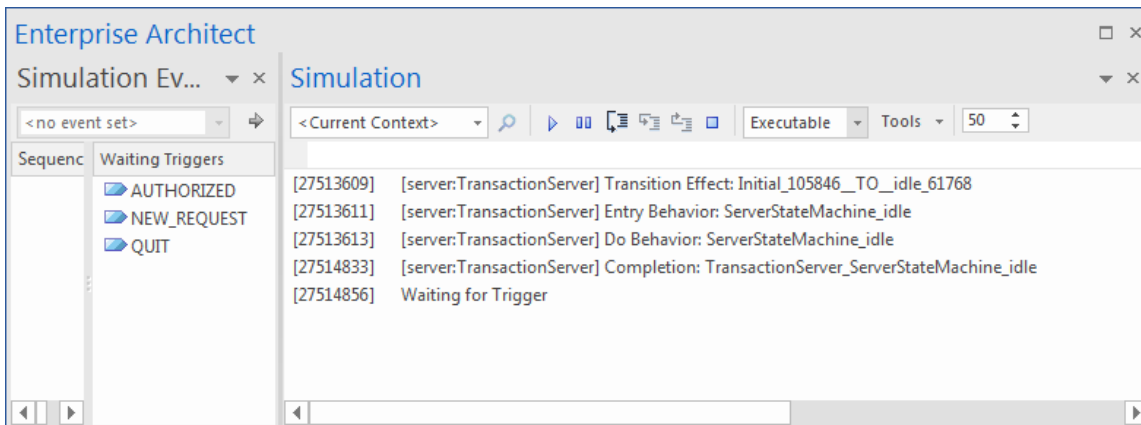 Enterprise Architect
Simulation Ev...
Simulation
<no event set>
<Current Context>
Executable
Tools
50
Sequenc
Waiting Triggers
AUTHORIZED
NEW_REQUEST
QUIT
[27513609] [server:TransactionServer] Transition Effect: Initial_105846__TO__idle_61768
[27513611] [server:TransactionServer] Entry Behavior: ServerStateMachine_idle
[27513613] [server:TransactionServer] Do Behavior: ServerStateMachine_idle
[27514833] [server:TransactionServer] Completion: TransactionServer_ServerStateMachine_idle
[27514856] Waiting for Trigger